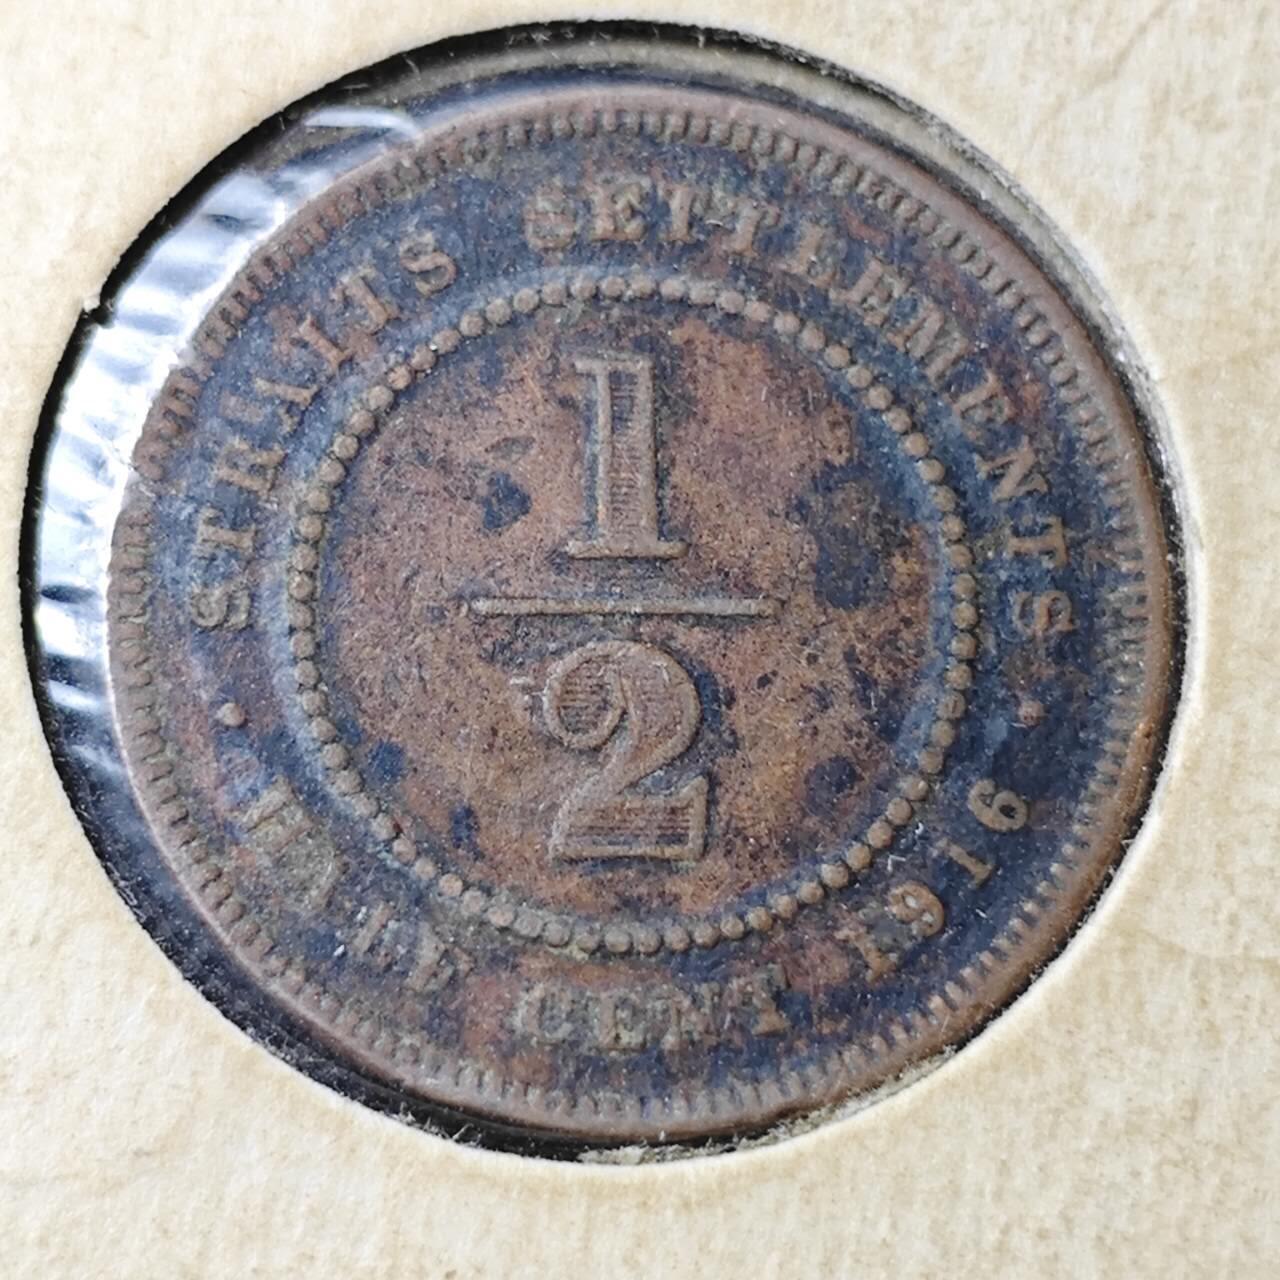 STRAITS SETTLEMENTS
1
2
HALF CENT 1916